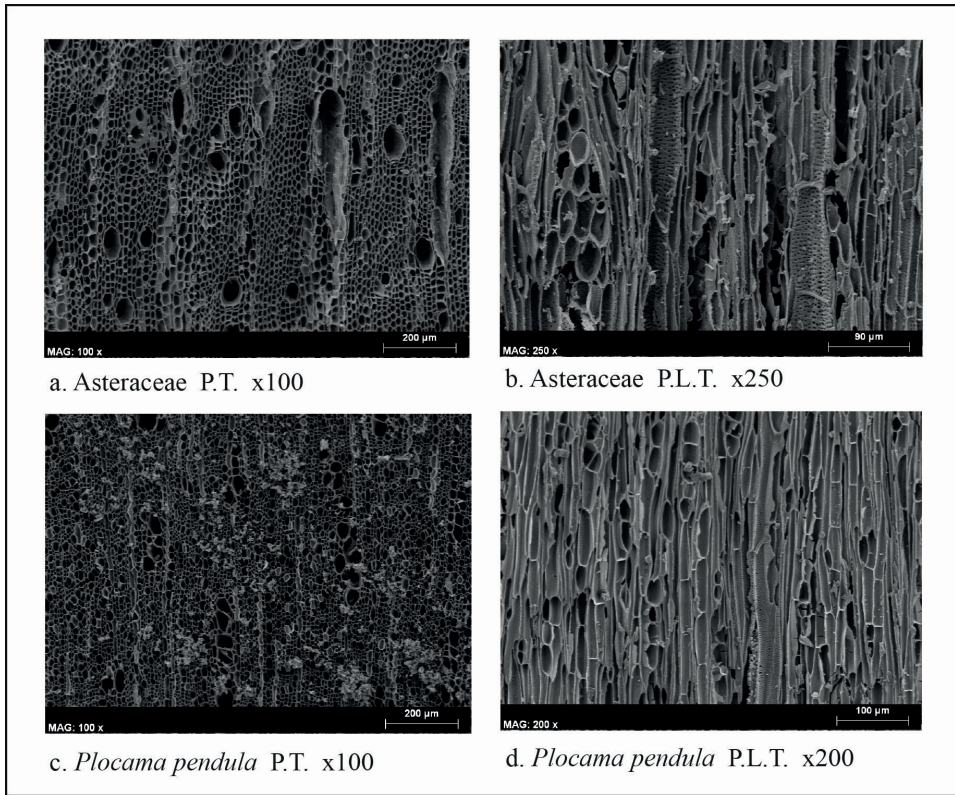 200 µm
MAG: 100 x
a. Asteraceae P.T. x100
90 µm
MAG: 250 x
b. Asteraceae P.L.T. x250
200 µm
MAG: 100 x
c. Plocama pendula P.T. x100
100 µm
MAG: 200 x
d. Plocama pendula P.L.T. x200